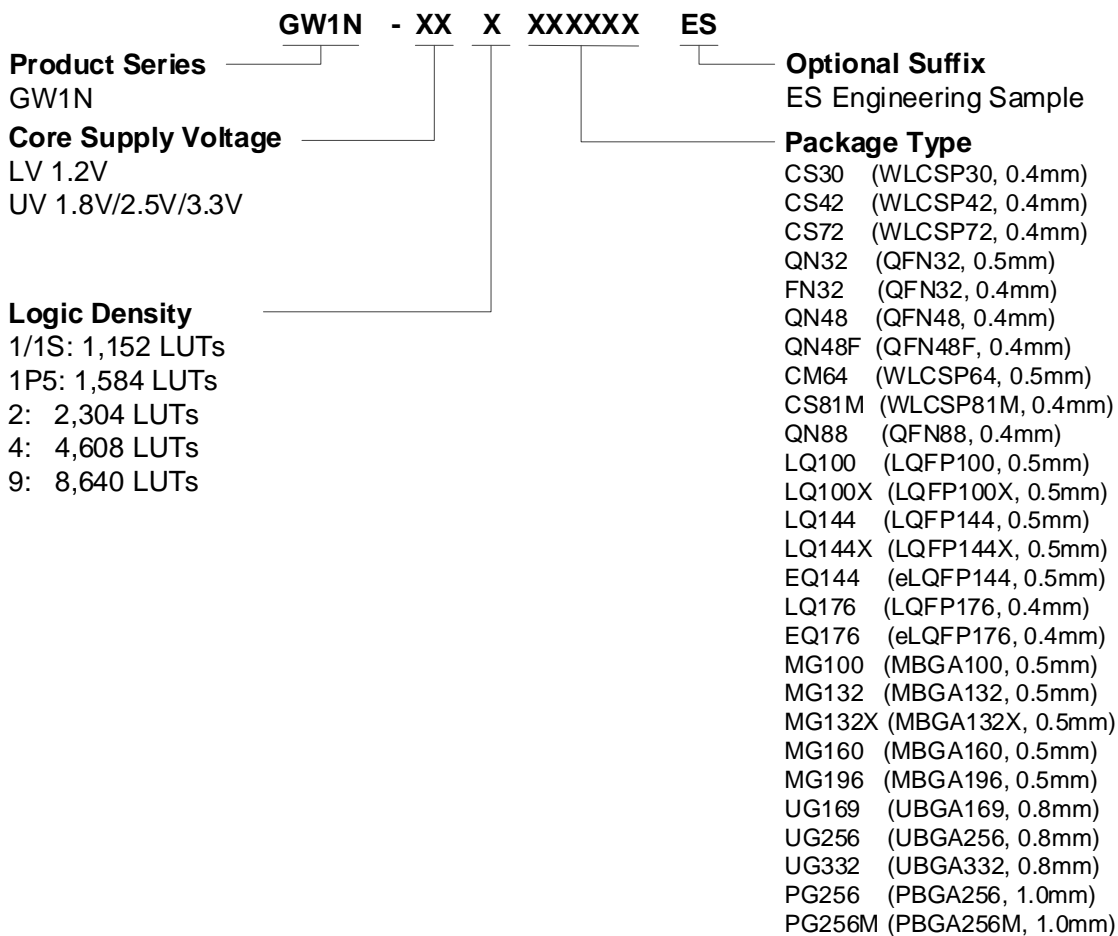 GW1N - XX X XXXXXX ES
Product Series
GW1N
Core Supply Voltage
LV 1.2V
UV 1.8V/2.5V/3.3V
Logic Density
1/1S: 1,152 LUTs
1P5: 1,584 LUTs
2: 2,304 LUTs
4: 4,608 LUTs
9: 8,640 LUTs
Optional Suffix
ES Engineering Sample
Package Type
CS30 (WLCSP30, 0.4mm)
CS42 (WLCSP42, 0.4mm)
CS72 (WLCSP72, 0.4mm)
QN32 (QFN32, 0.5mm)
FN32 (QFN32, 0.4mm)
QN48 (QFN48, 0.4mm)
QN48F (QFN48F, 0.4mm)
CM64 (WLCSP64, 0.5mm)
CS81M (WLCSP81M, 0.4mm)
QN88 (QFN88, 0.4mm)
LQ100 (LQFP100, 0.5mm)
LQ100X (LQFP100X, 0.5mm)
LQ144 (LQFP144, 0.5mm)
LQ144X (LQFP144X, 0.5mm)
EQ144 (eLQFP144, 0.5mm)
LQ176 (LQFP176, 0.4mm)
EQ176 (eLQFP176, 0.4mm)
MG100 (MBGA100, 0.5mm)
MG132 (MBGA132, 0.5mm)
MG132X (MBGA132X, 0.5mm)
MG160 (MBGA160, 0.5mm)
MG196 (MBGA196, 0.5mm)
UG169 (UBGA169, 0.8mm)
UG256 (UBGA256, 0.8mm)
UG332 (UBGA332, 0.8mm)
PG256 (PBGA256, 1.0mm)
PG256M (PBGA256M, 1.0mm)